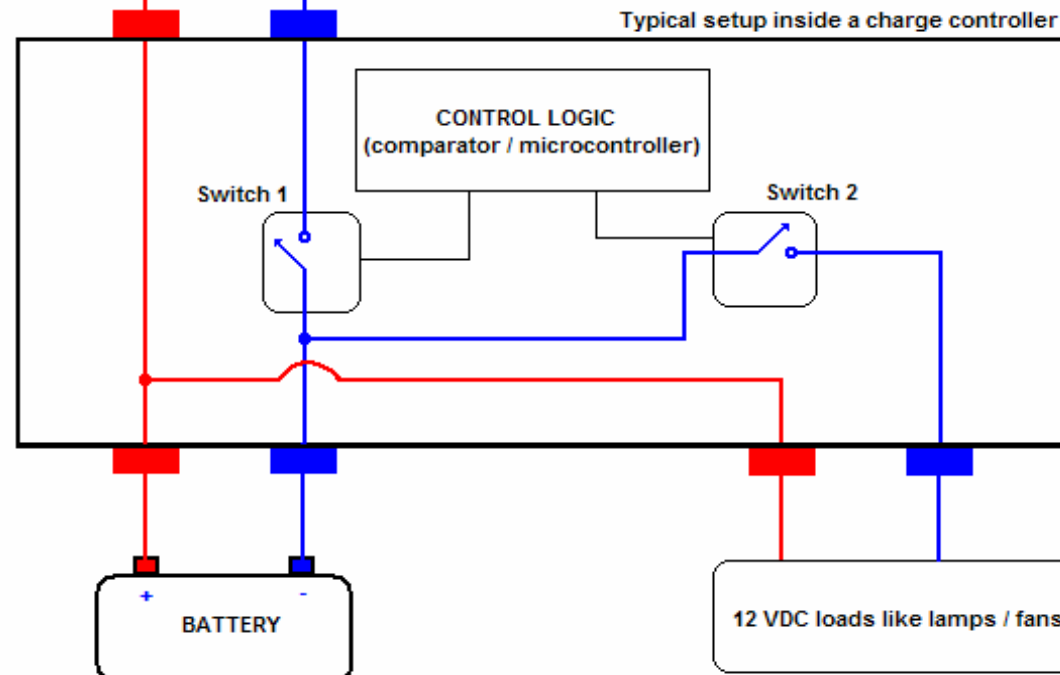 Typical setup inside a charge controller
CONTROL LOGIC
(comparator / microcontroller)
Switch 1
Switch 2
+
-
BATTERY
12 VDC loads like lamps / fans